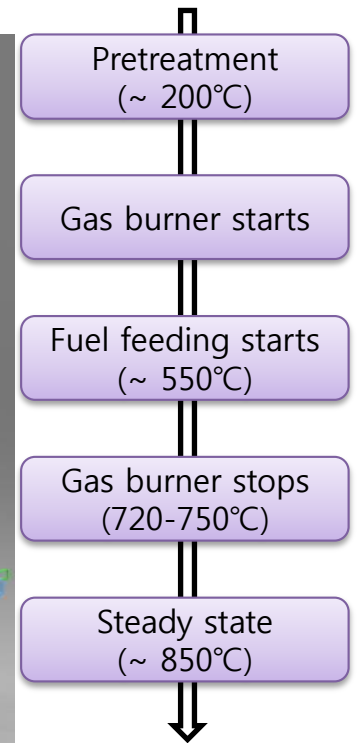 Pretreatment
(~ 200℃)
Gas burner starts
Fuel feeding starts
(~ 550℃)
Gas burner stops
(720-750℃)
Steady state
(~ 850℃)